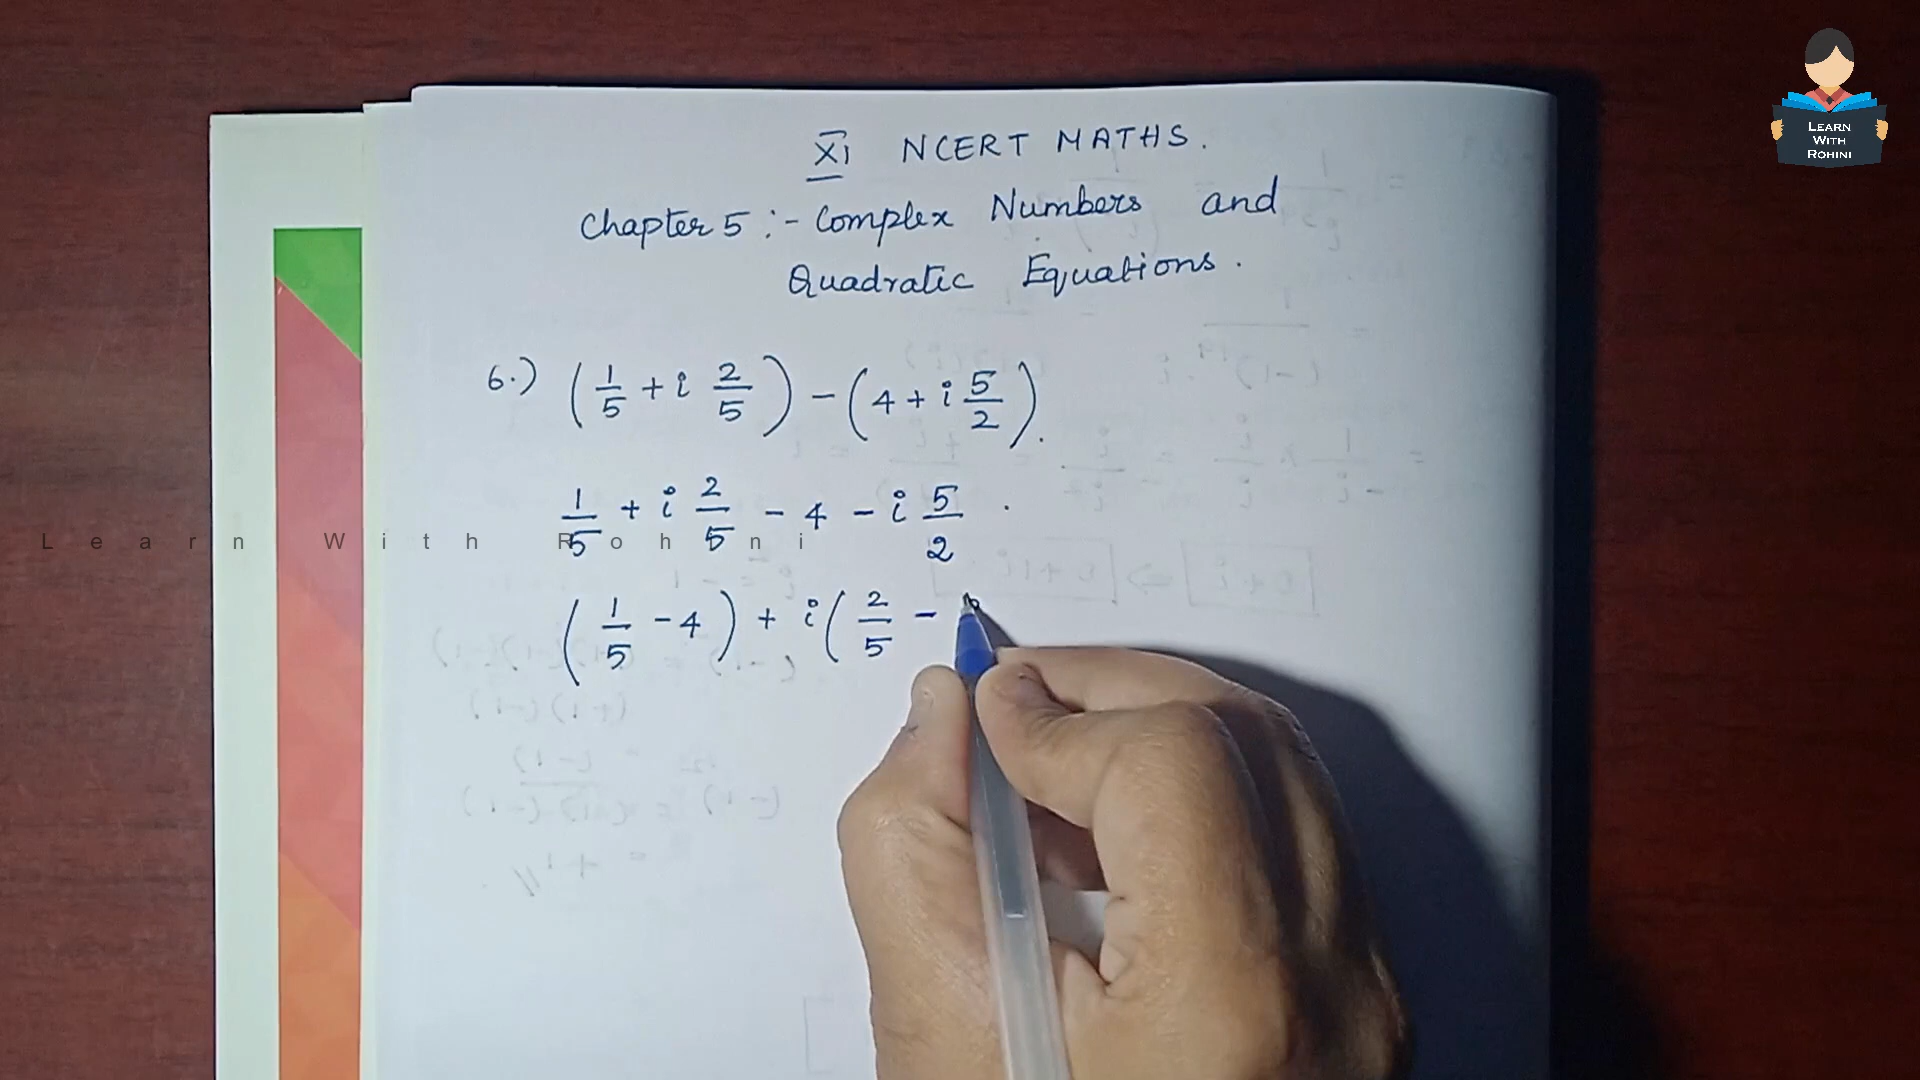 XI NCERT MATHS.
Chapter 5 :- Complex Numbers and
Quadratic Equations.
6.) (1/5 + i 2/5) - (4 + i 5/2).
1/5 + i 2/5 - 4 - i 5/2 .
(1/5 - 4) + i(2/5 -
Learn With Rohini
LEARN
WITH
ROHINI